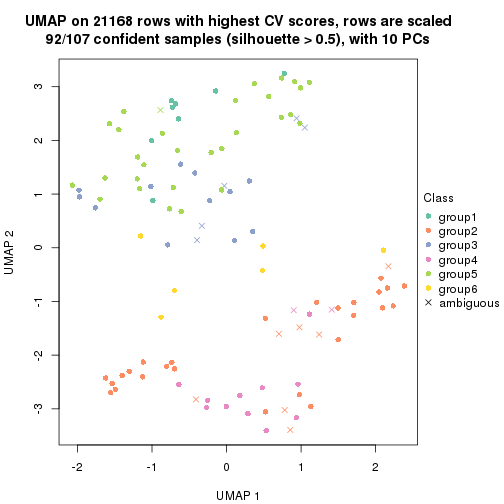 UMAP on 21168 rows with highest CV scores, rows are scaled
92/107 confident samples (silhouette > 0.5), with 10 PCs
3
2
1
0
-1
-2
-3
UMAP 2
-2
-1
0
1
2
UMAP 1
Class
group1
group2
group3
group4
group5
group6
ambiguous